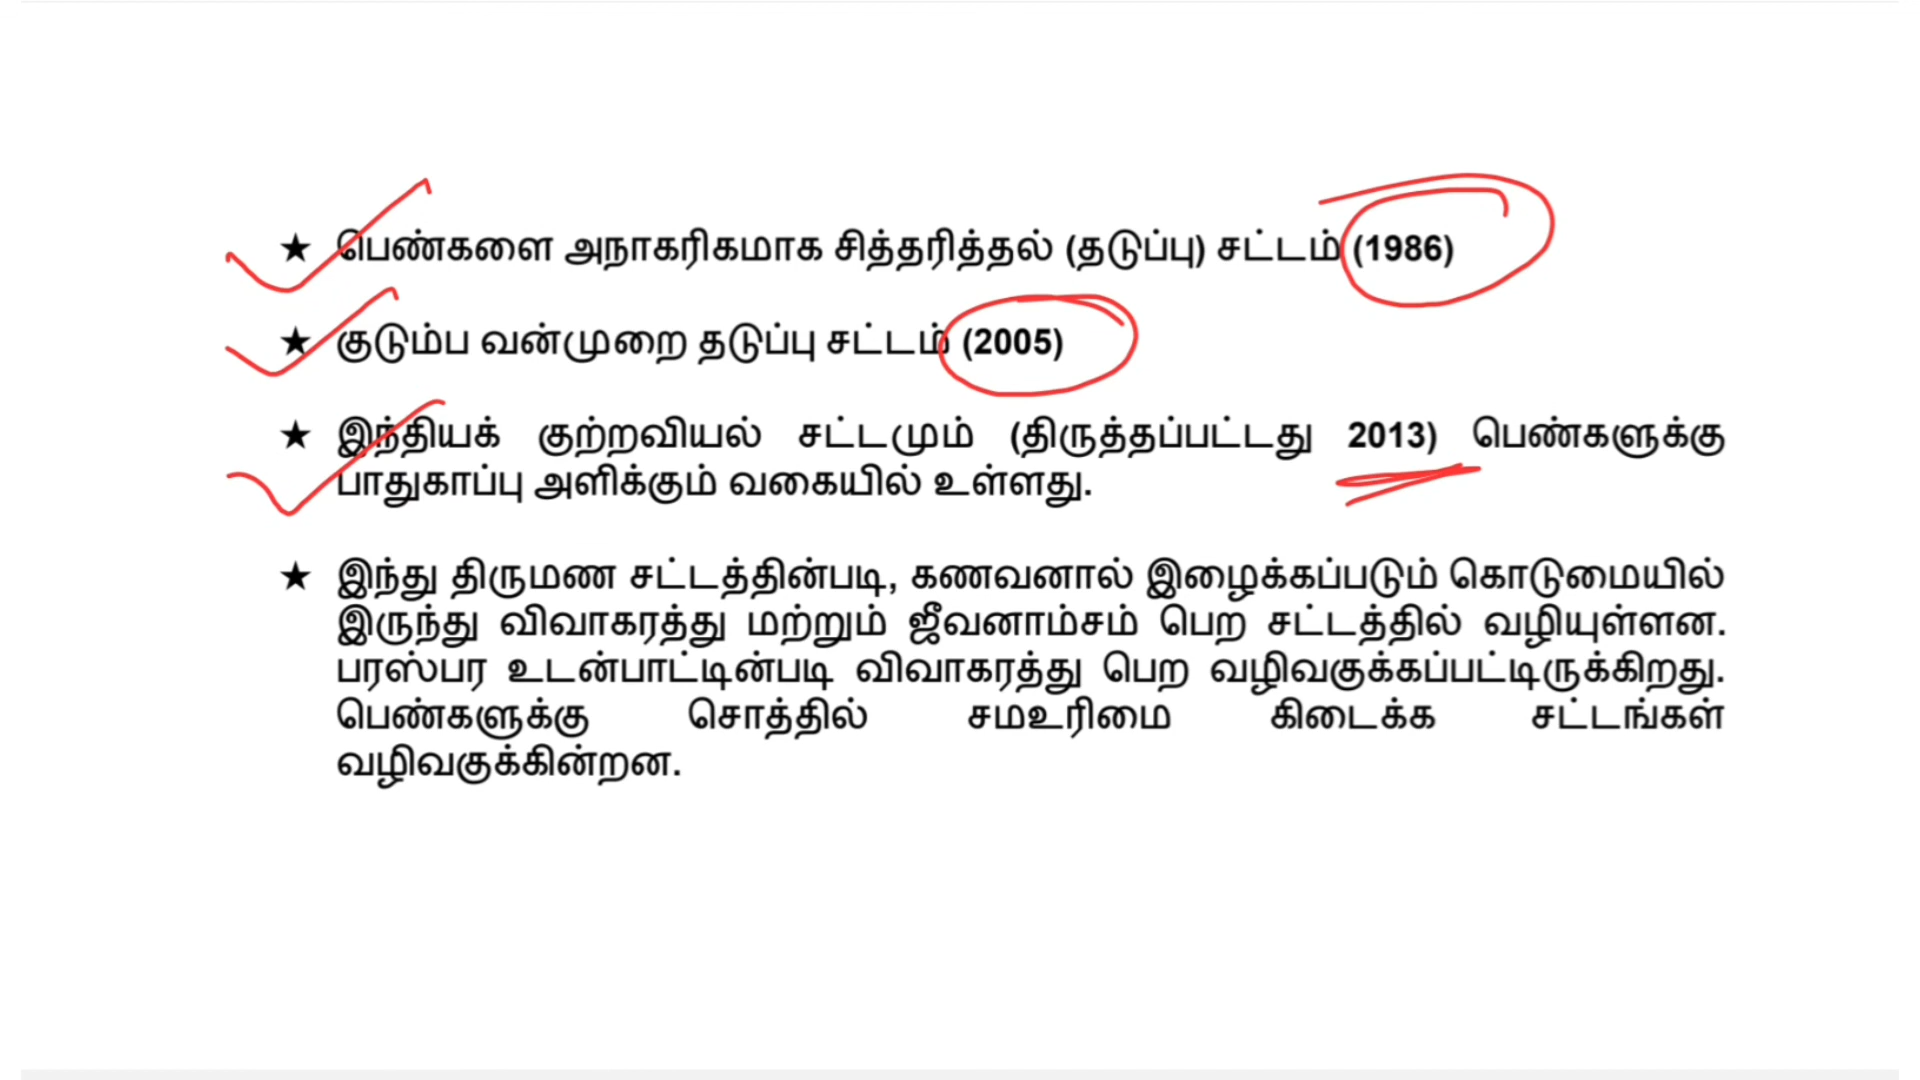 ★ பெண்களை அநாகரிகமாக சித்தரித்தல் (தடுப்பு) சட்டம் (1986)
★ குடும்ப வன்முறை தடுப்பு சட்டம் (2005)
★ இந்தியக் குற்றவியல் சட்டமும் (திருத்தப்பட்டது 2013) பெண்களுக்கு
பாதுகாப்பு அளிக்கும் வகையில் உள்ளது.
★ இந்து திருமண சட்டத்தின்படி, கணவனால் இழைக்கப்படும் கொடுமையில்
இருந்து விவாகரத்து மற்றும் ஜீவனாம்சம் பெற சட்டத்தில் வழியுள்ளன.
பரஸ்பர உடன்பாட்டின்படி விவாகரத்து பெற வழிவகுக்கப்பட்டிருக்கிறது.
பெண்களுக்கு சொத்தில் சமஉரிமை கிடைக்க சட்டங்கள்
வழிவகுக்கின்றன.